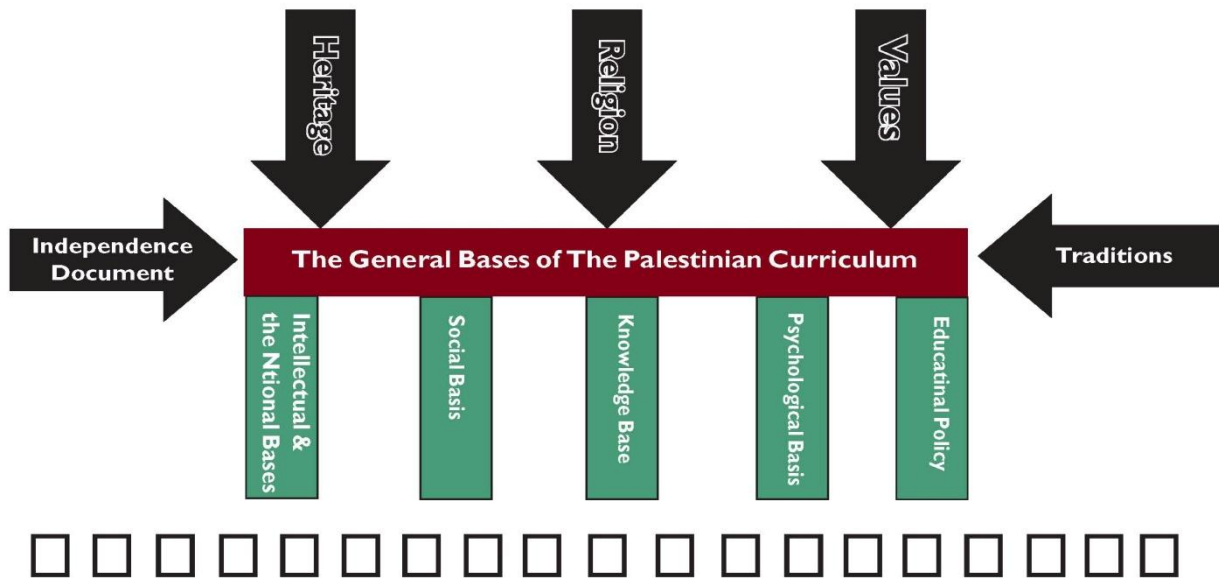 Heritage
Religion
Values
Independence
Document
The General Bases of The Palestinian Curriculum
Traditions
Intellectual &
the Ntional Bases
Social Basis
Knowledge Base
Psychological Basis
Educatinal Policy